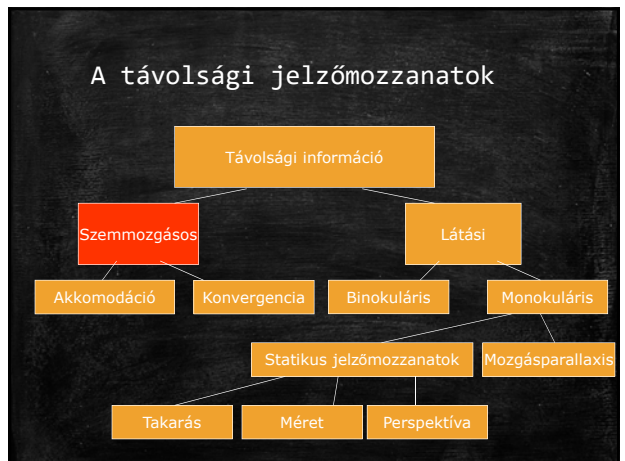 A távolsági jelzőmozzanatok
Távolsági információ
Szemmozgásos
Látási
Akkomodáció
Konvergencia
Binokuláris
Monokuláris
Statikus jelzőmozzanatok
Mozgásparallaxis
Takarás
Méret
Perspektíva